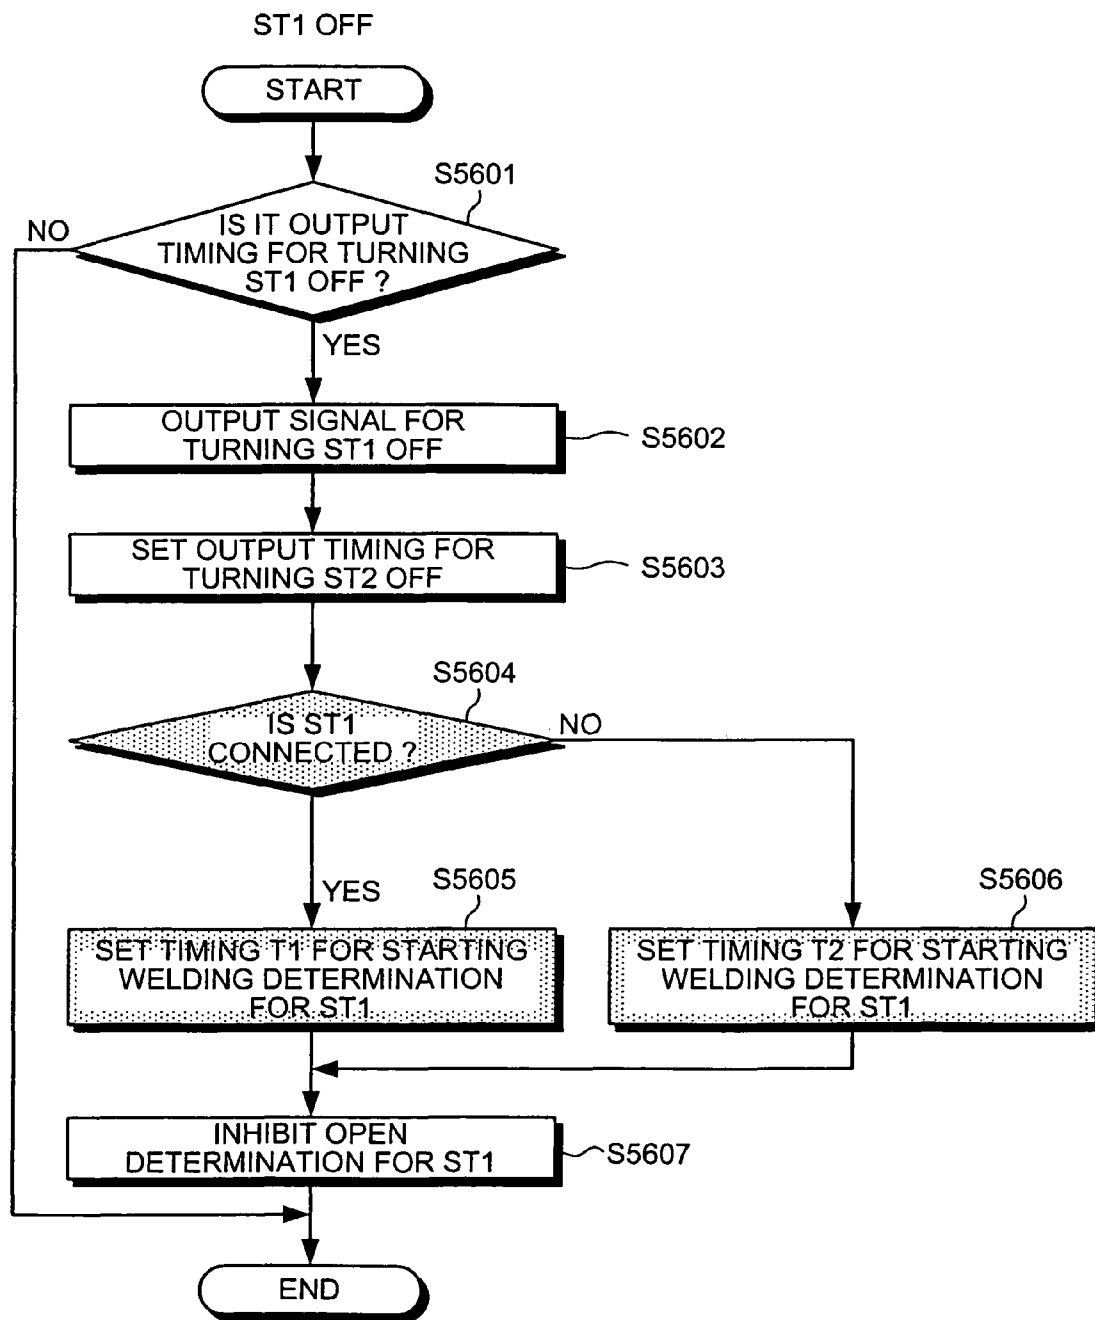 ST1 OFF
START
S5601
IS IT OUTPUT
TIMING FOR TURNING
ST1 OFF ?
NO
YES
OUTPUT SIGNAL FOR
TURNING ST1 OFF
S5602
SET OUTPUT TIMING FOR
TURNING ST2 OFF
S5603
S5604
IS ST1
CONNECTED ?
NO
YES
S5605
SET TIMING T1 FOR STARTING
WELDING DETERMINATION
FOR ST1
S5606
SET TIMING T2 FOR STARTING
WELDING DETERMINATION
FOR ST1
INHIBIT OPEN
DETERMINATION FOR ST1
S5607
END